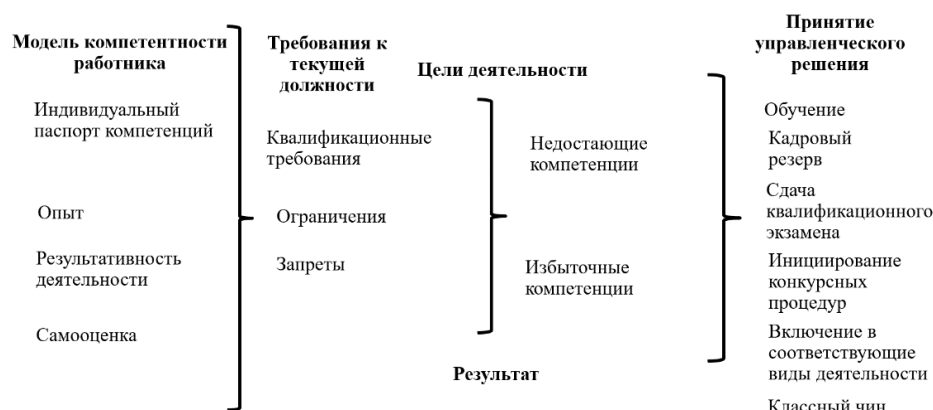 Модель компетентности
работника
Индивидуальный
паспорт компетенций
Опыт
Результативность
деятельности
Самооценка
Требования к
текущей
должности
Квалификационные
требования
Ограничения
Запреты
Цели деятельности
Недостающие
компетенции
Избыточные
компетенции
Результат
Принятие
управленческого
решения
Обучение
Кадровый
резерв
Сдача
квалификационного
экзамена
Инициирование
конкурсных
процедур
Включение в
соответствующие
виды деятельности
Классный чин